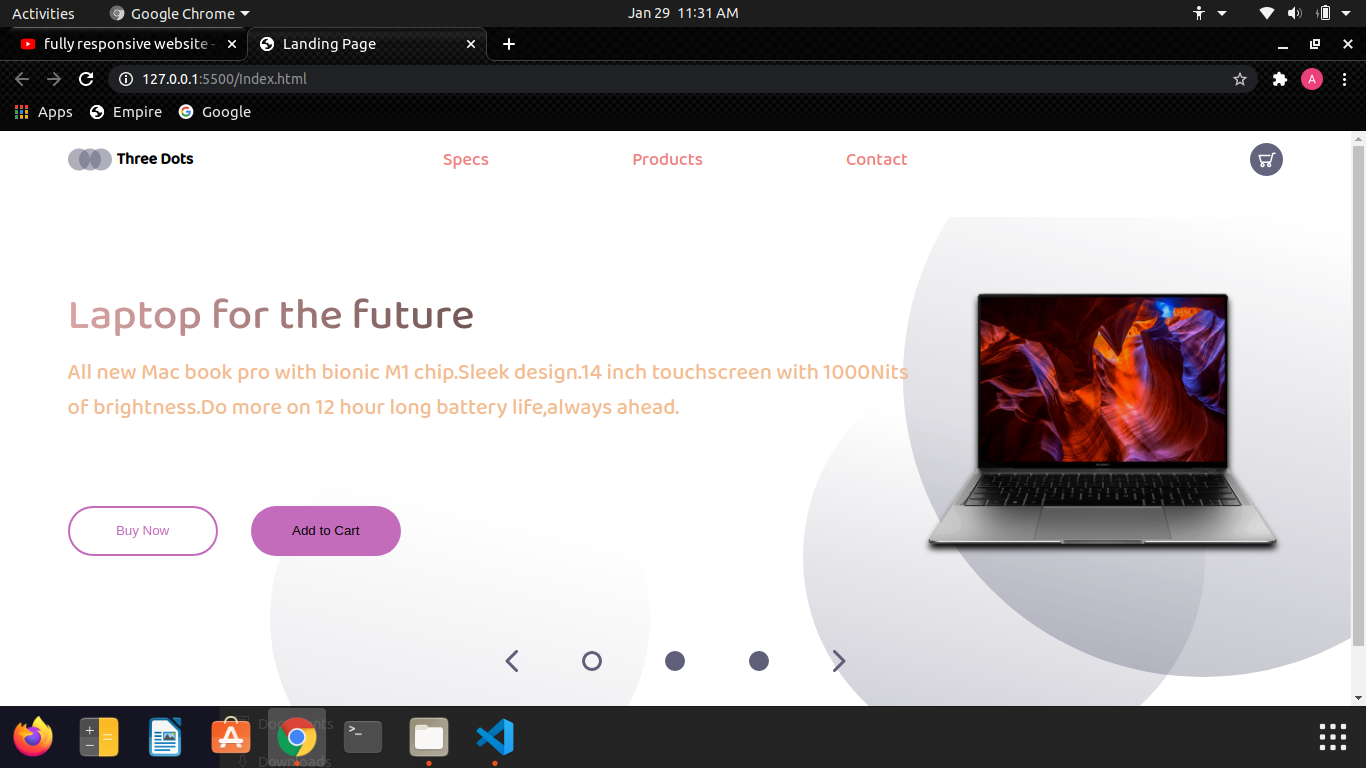 Activities
Google Chrome
Jan 29 11:31 AM
fully responsive website -
Landing Page
127.0.0.1:5500/Index.html
A
Apps
Empire
Google
Three Dots
Specs
Products
Contact
Laptop for the future
All new Mac book pro with bionic M1 chip.Sleek design.14 inch touchscreen with 1000Nits
of brightness.Do more on 12 hour long battery life,always ahead.
Buy Now
Add to Cart
Documents
Downloads